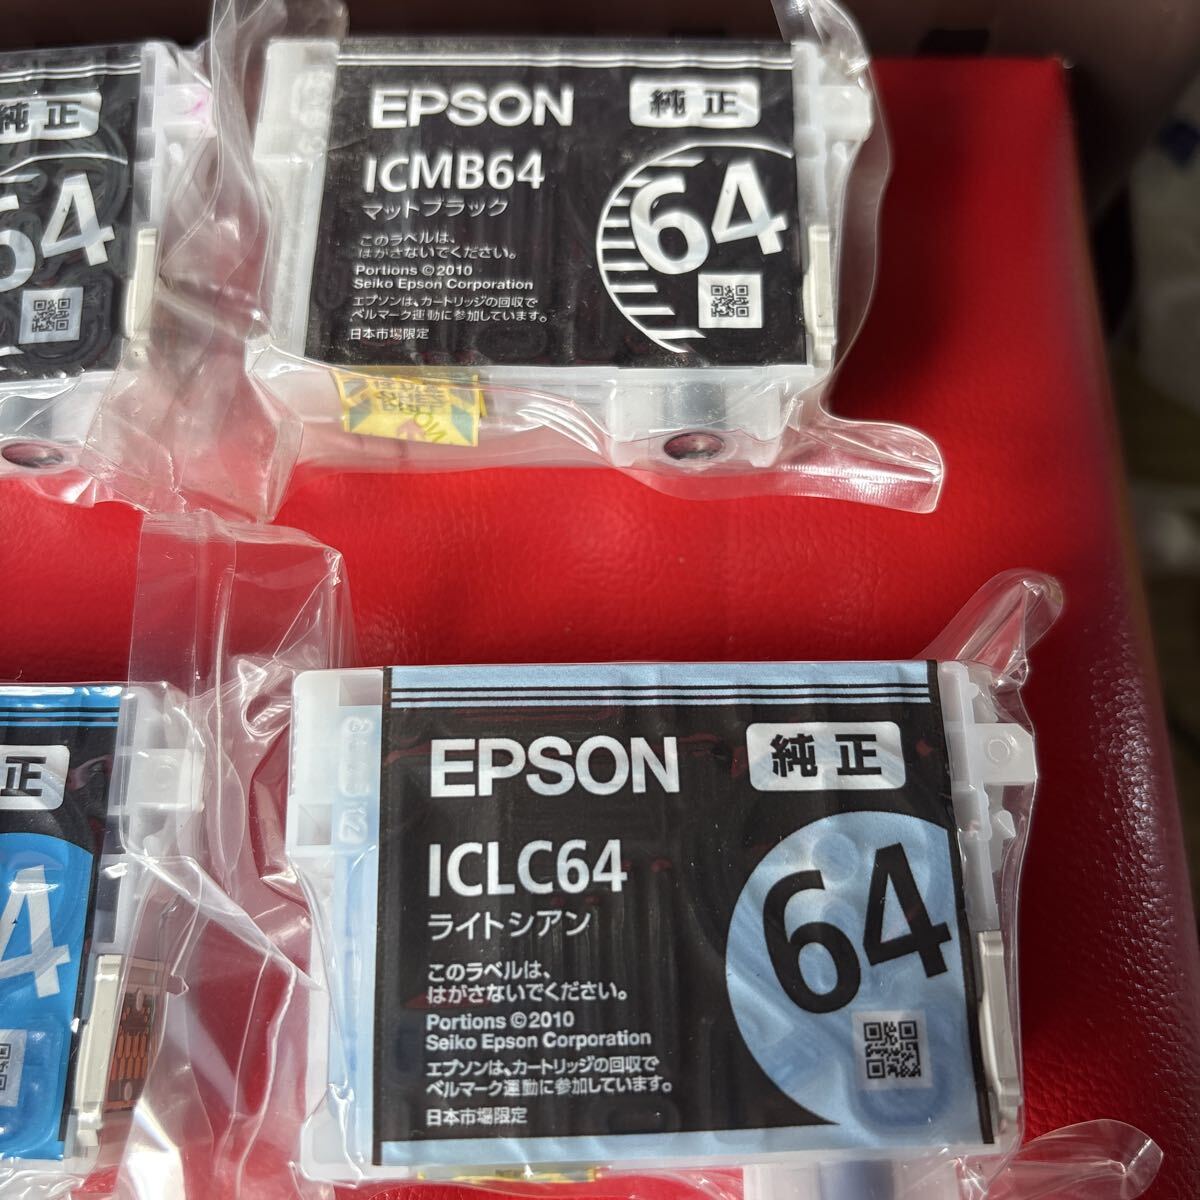 純正
64
EPSON 純正
ICMB64
マットブラック
64
このラベルは、
はがさないでください。
Portions ©2010
Seiko Epson Corporation
エプソンは、カートリッジの回収で
ベルマーク運動に参加しています。
日本市場限定
正
4
EPSON 純正
ICLC64
ライトシアン
64
このラベルは、
はがさないでください。
Portions ©2010
Seiko Epson Corporation
エプソンは、カートリッジの回収で
ベルマーク運動に参加しています。
日本市場限定